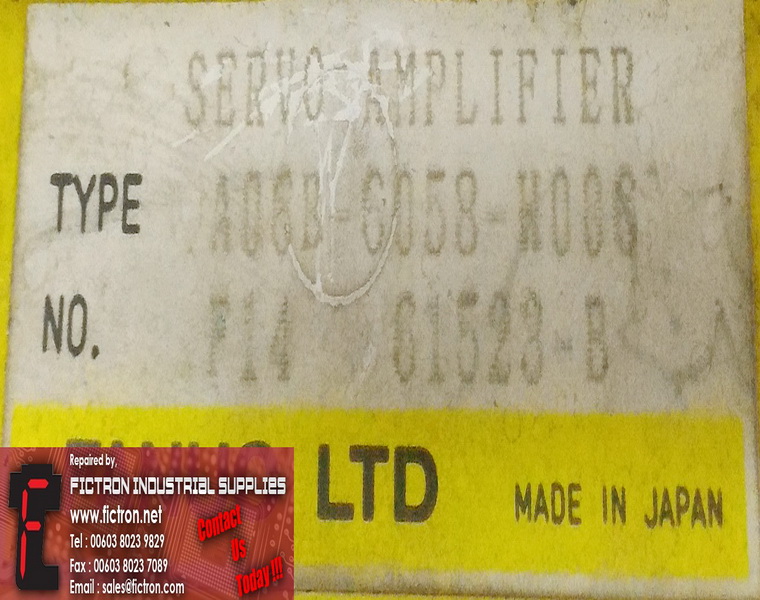 SERVO AMPLIFIER
TYPE A06B-6058-H006
NO. F14 61523-B
LTD
MADE IN JAPAN
Repaired by,
FICTRON INDUSTRIAL SUPPLIES
www.fictron.net
Tel : 00603 8023 9829
Fax : 00603 8023 7089
Email : sales@fictron.com
Contact
Us
Today !!!